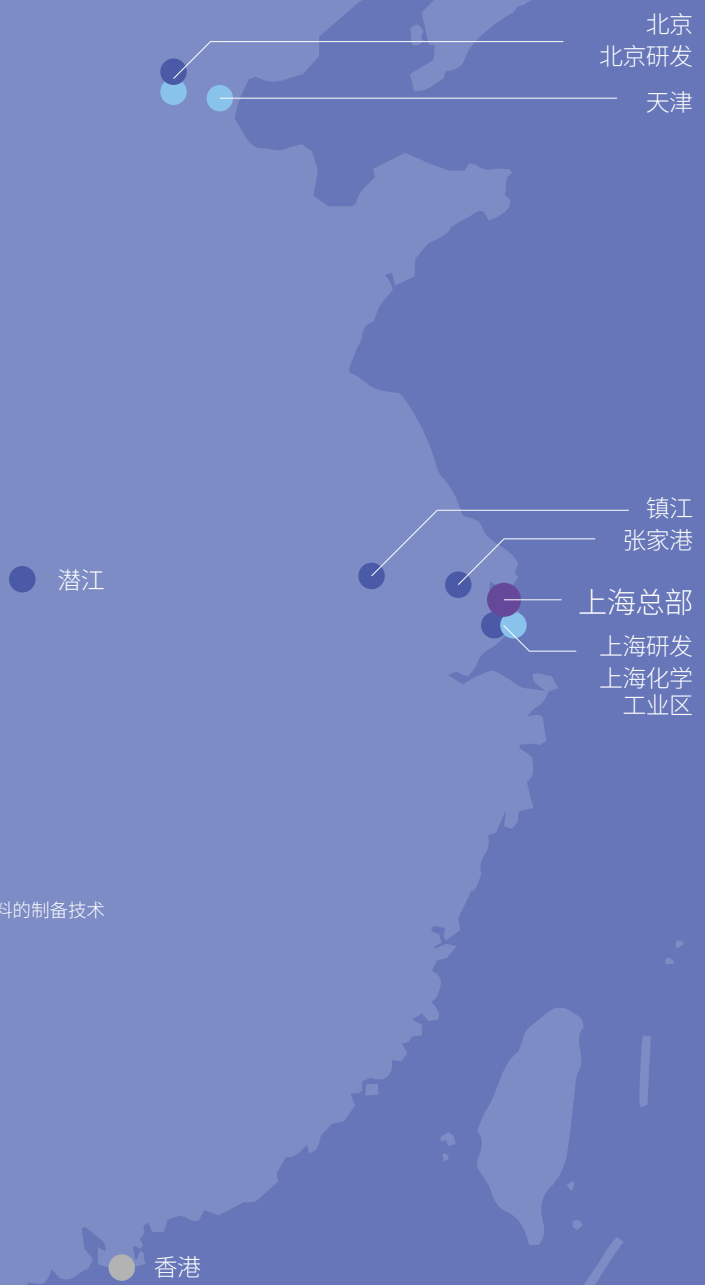 北京
北京研发
天津
镇江
张家港
潜江
上海总部
上海研发
上海化学
工业区
料的制备技术
香港